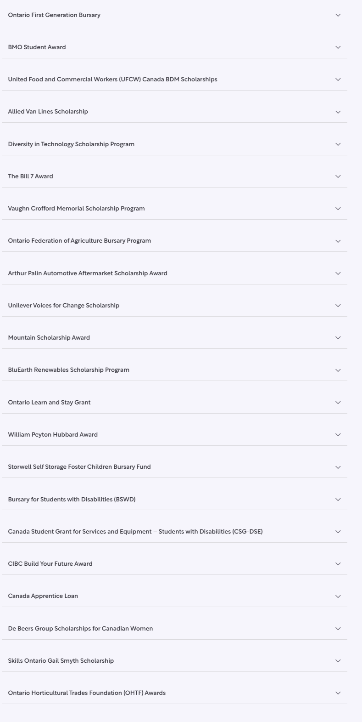 Ontario First Generation Bursary
BMO Student Award
United Food and Commercial Workers (UFCW) Canada BDM Scholarships
Allied Van Lines Scholarship
Diversity in Technology Scholarship Program
The Bill 7 Award
Vaughn Crofford Memorial Scholarship Program
Ontario Federation of Agriculture Bursary Program
Arthur Palin Automotive Aftermarket Scholarship Award
Unilever Voices for Change Scholarship
Mountain Scholarship Award
BluEarth Renewables Scholarship Program
Ontario Learn and Stay Grant
William Peyton Hubbard Award
Storwell Self Storage Foster Children Bursary Fund
Bursary for Students with Disabilities (BSWD)
Canada Student Grant for Services and Equipment – Students with Disabilities (CSG-DSE)
CIBC Build Your Future Award
Canada Apprentice Loan
De Beers Group Scholarships for Canadian Women
Skills Ontario Gail Smyth Scholarship
Ontario Horticultural Trades Foundation (OHTF) Awards